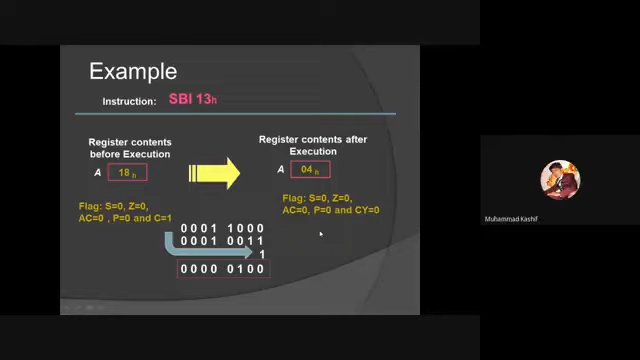 Example
Instruction: SBI 13h
Register contents
before Execution
A 18 h
Register contents after
Execution
A 04 h
Flag: S=0, Z=0,
AC=0 , P=0 and C=1
Flag: S=0, Z=0,
AC=0, P=0 and CY=0
0 0 0 1 1 0 0 0
0 0 0 1 0 0 1 1
1
0 0 0 0 0 1 0 0
Muhammad Kashif